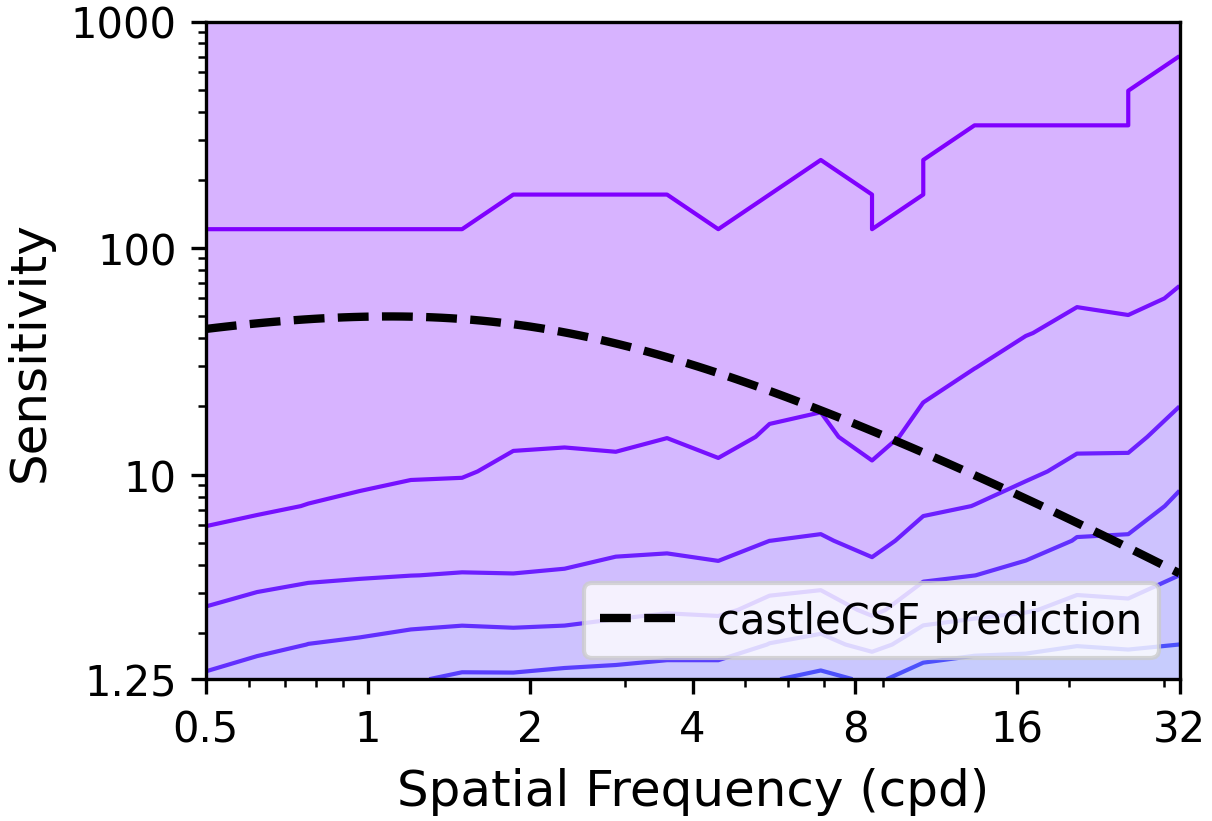 1000
100
10
1.25
Sensitivity
castleCSF prediction
0.5 1 2 4 8 16 32
Spatial Frequency (cpd)